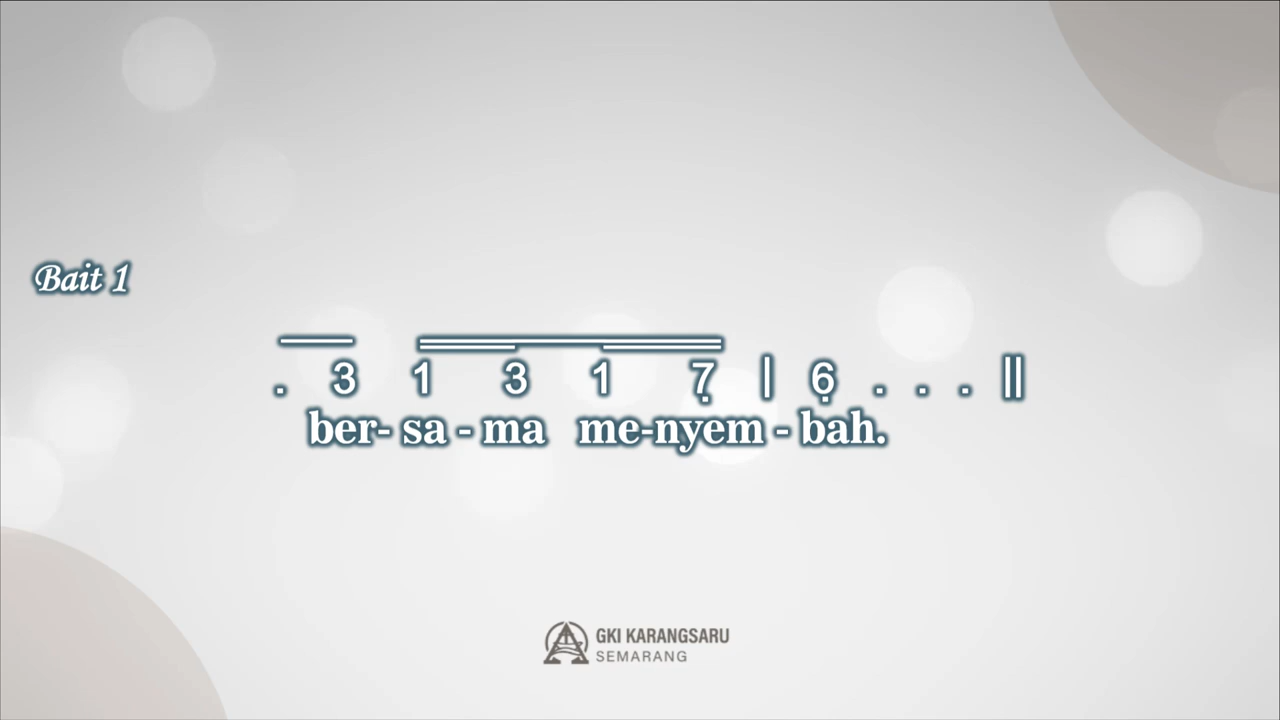 Bait 1
. 3 1 3 1 7̣ | 6̣ . . . ||
ber- sa - ma me-nyem - bah.
GKI KARANGSARU
SEMARANG